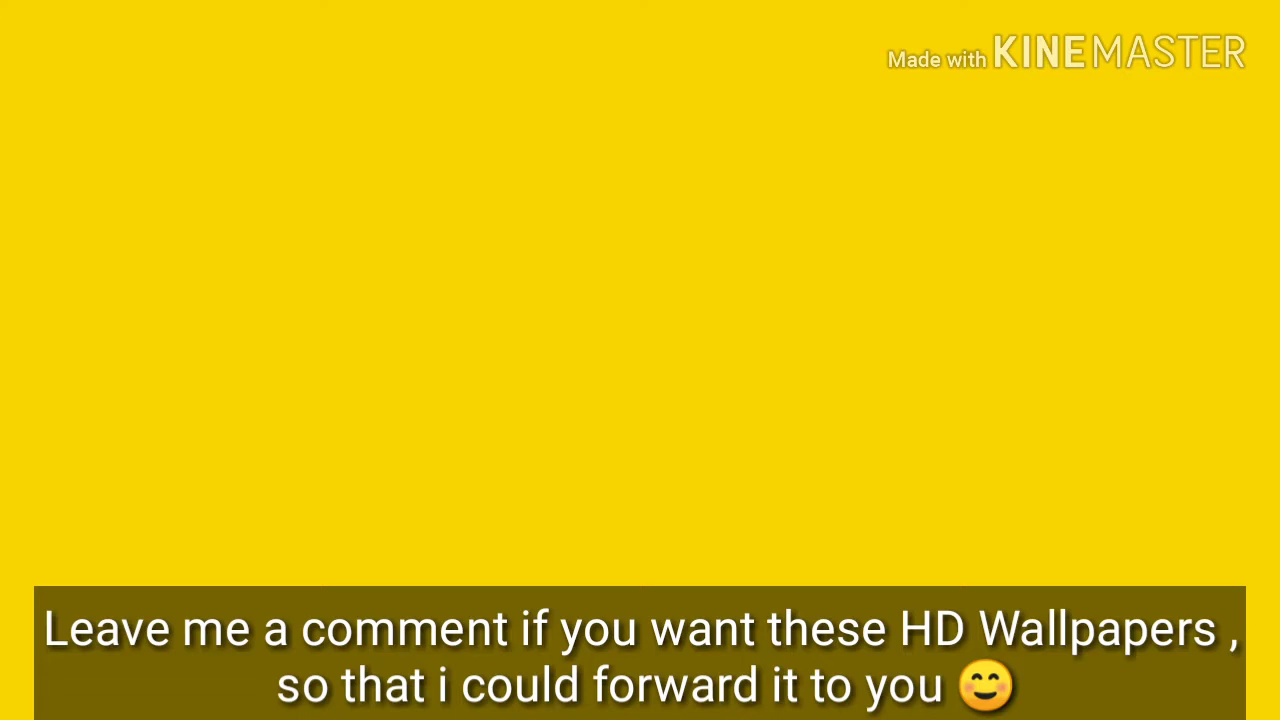 Made with KINEMASTER
Leave me a comment if you want these HD Wallpapers ,
so that i could forward it to you 😊